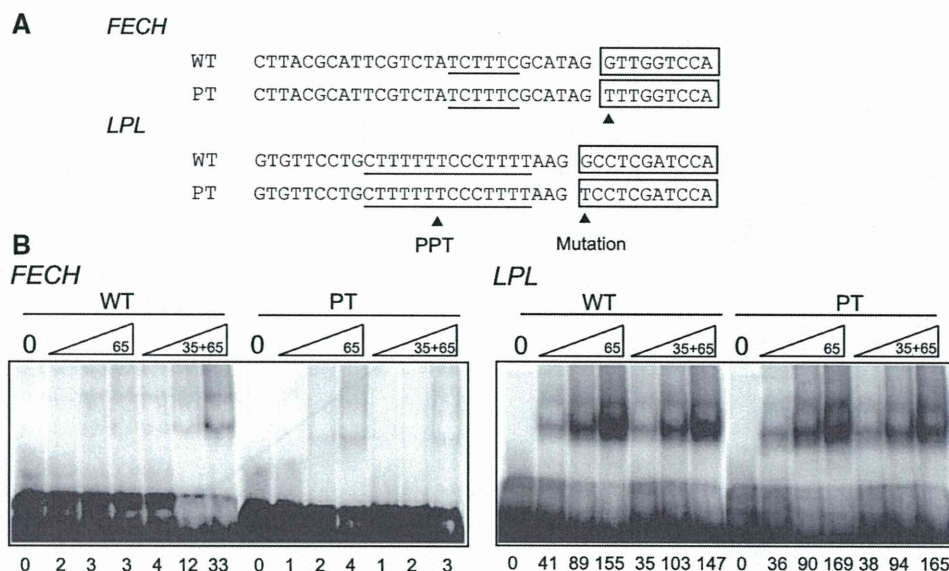 A
FECH
WT CTTACGCATTCGTCTATCTTTCGCATAG GTTGGTCCA
PT CTTACGCATTCGTCTATCTTTCGCATAG TTTGGTCCA
LPL
WT GTGTTCCTGCTTTTTTCCCTTTTAAG GCCTCGATCCA
PT GTGTTCCTGCTTTTTTCCCTTTTAAG TCCTCGATCCA
PPT Mutation
B
FECH LPL
WT PT WT PT
0 65 35+65 0 65 35+65 0 65 35+65 0 65 35+65
0 2 3 3 4 12 33 0 1 2 4 1 2 3 0 41 89 155 35 103 147 0 36 90 169 38 94 165